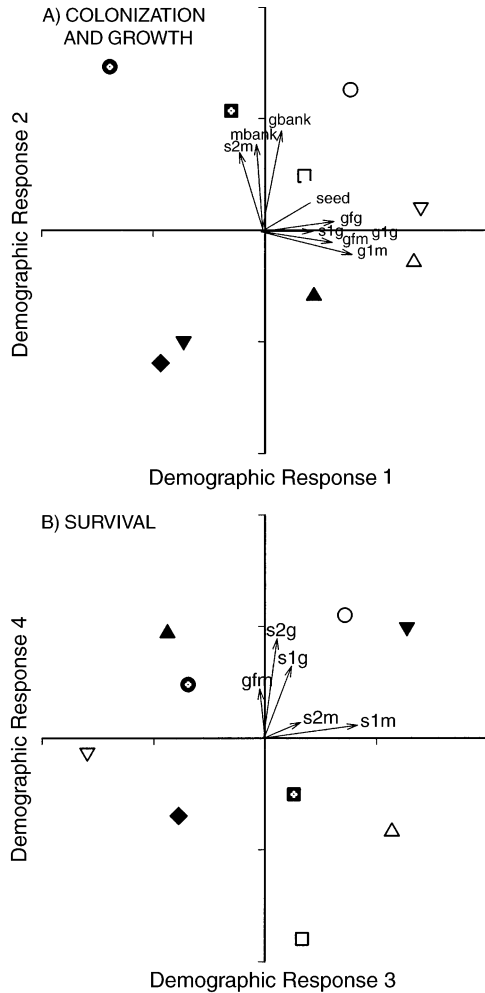 A) COLONIZATION
AND GROWTH
Demographic Response 2
gbank
mbank
s2m
seed
gfg
s1g
gfm
g1g
g1m
Demographic Response 1
B) SURVIVAL
Demographic Response 4
s2g
s1g
gfm
s2m
s1m
Demographic Response 3